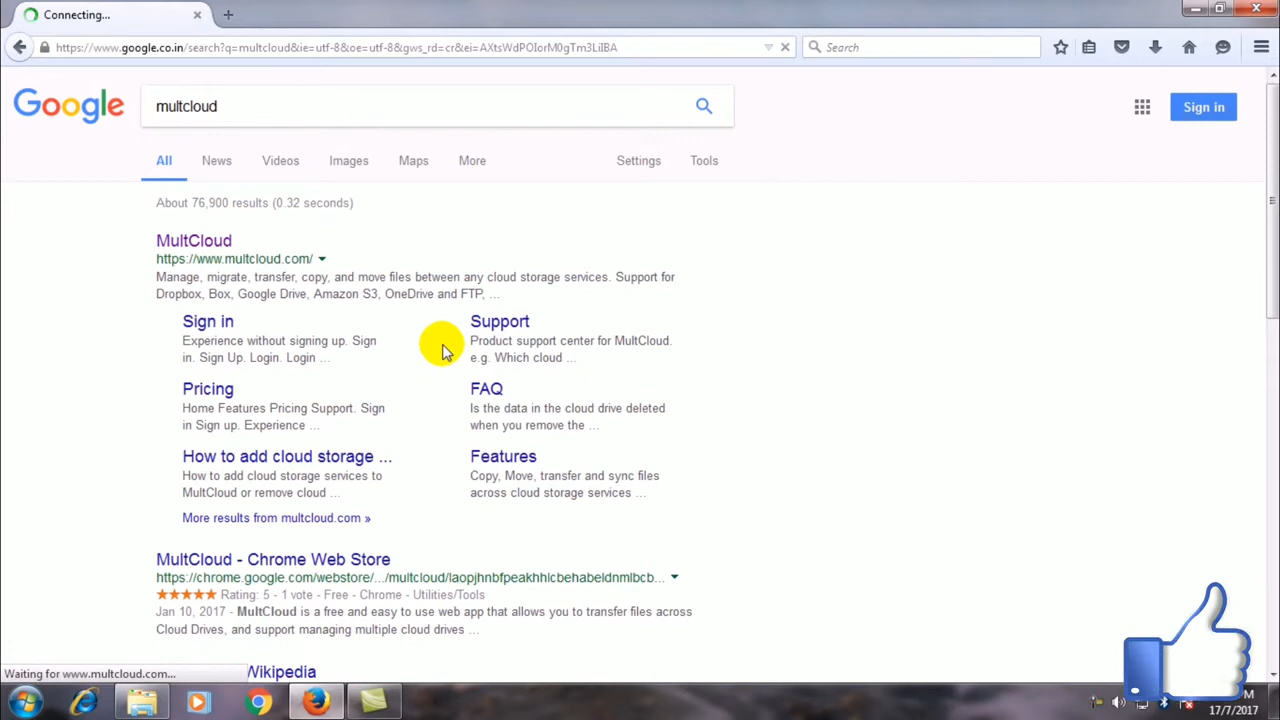 Connecting...
https://www.google.co.in/search?q=multcloud&ie=utf-8&oe=utf-8&gws_rd=cr&ei=AXtsWdPOIorM0gTm3LiIBA
Search
Google
multcloud
Sign in
All News Videos Images Maps More Settings Tools
About 76,900 results (0.32 seconds)
MultCloud
https://www.multcloud.com/
Manage, migrate, transfer, copy, and move files between any cloud storage services. Support for
Dropbox, Box, Google Drive, Amazon S3, OneDrive and FTP, ...
Sign in
Experience without signing up. Sign
in. Sign Up. Login. Login ...
Support
Product support center for MultCloud.
e.g. Which cloud ...
Pricing
Home Features Pricing Support. Sign
in Sign up. Experience ...
FAQ
Is the data in the cloud drive deleted
when you remove the ...
How to add cloud storage ...
How to add cloud storage services to
MultCloud or remove cloud ...
Features
Copy, Move, transfer and sync files
across cloud storage services ...
More results from multcloud.com »
MultCloud - Chrome Web Store
https://chrome.google.com/webstore/.../multcloud/laopjhnbfpeakhhlcbehabeldnmlbcb...
Rating: 5 - 1 vote - Free - Chrome - Utilities/Tools
Jan 10, 2017 - MultCloud is a free and easy to use web app that allows you to transfer files across
Cloud Drives, and support managing multiple cloud drives ...
Wikipedia
Waiting for www.multcloud.com...
17/7/2017